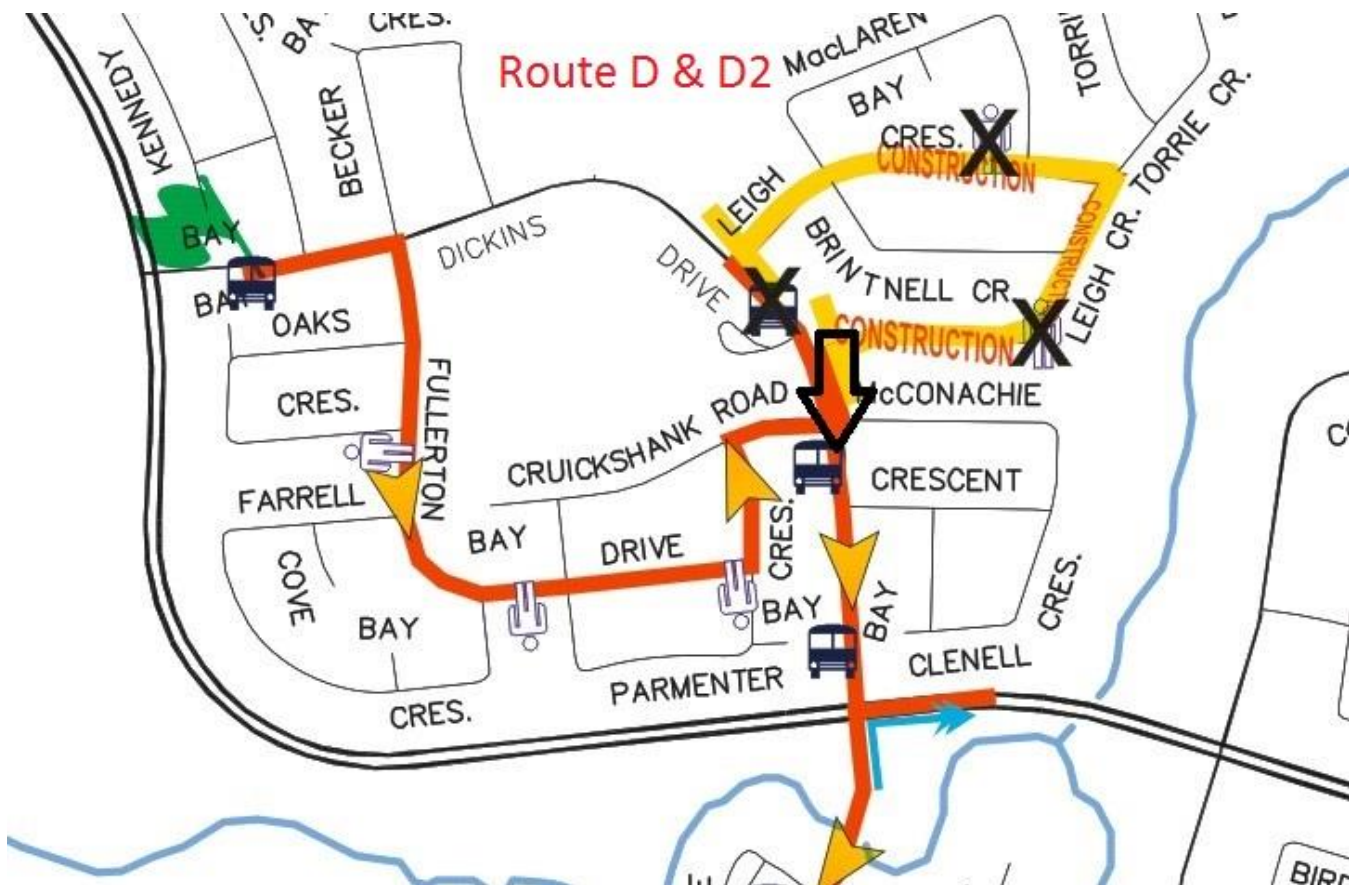 CRES.
Route D & D2
MacLAREN
BAY
CRES.
KENNEDY
BECKER
TORRIE CR.
CONSTRUCTION
LEIGH
BAY
DICKINS
DRIVE
BRINTNELL CR.
LEIGH CR.
OAKS
CRES.
FULLERTON
CONSTRUCTION
McCONACHIE
CRUICKSHANK ROAD
FARRELL
BAY
DRIVE
CRES.
CRESCENT
COVE
BAY
BAY
BAY
CRES.
CLENELL
PARMENTER
CRES.